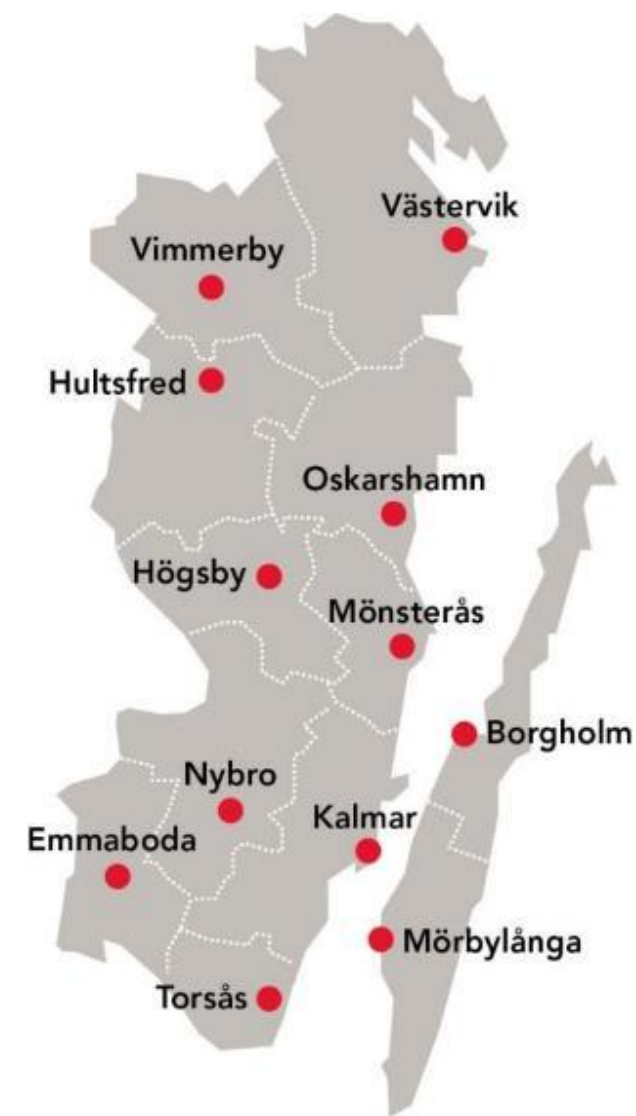 Västervik
Vimmerby
Hultsfred
Oskarshamn
Högsby
Mönsterås
Borgholm
Nybro
Kalmar
Emmaboda
Mörbylånga
Torsås